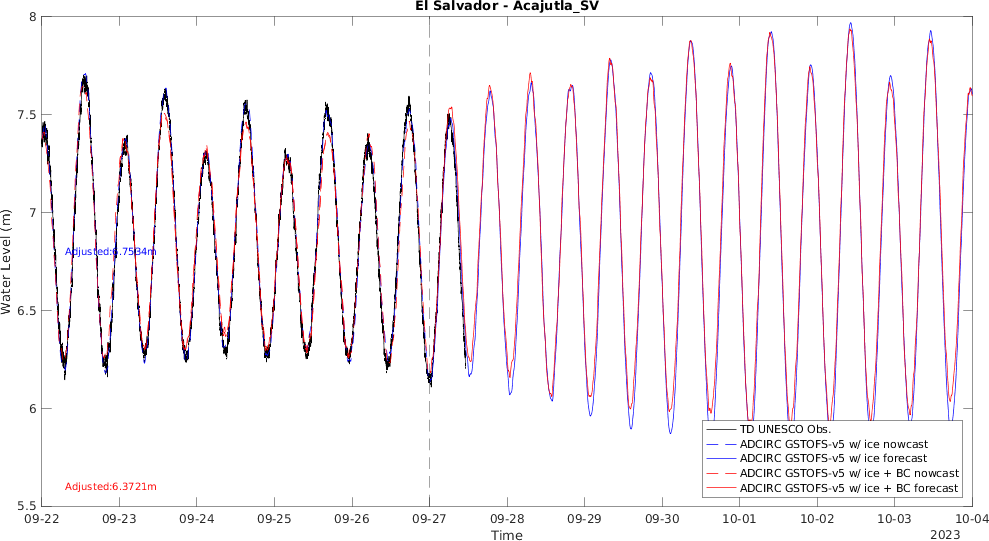 El Salvador - Acajutla_SV
8
7.5
7
6.5
6
5.5
Water Level (m)
Adjusted:6.7534m
Adjusted:6.3721m
TD UNESCO Obs.
ADCIRC GSTOFS-v5 w/ ice nowcast
ADCIRC GSTOFS-v5 w/ ice forecast
ADCIRC GSTOFS-v5 w/ ice + BC nowcast
ADCIRC GSTOFS-v5 w/ ice + BC forecast
09-22 09-23 09-24 09-25 09-26 09-27 09-28 09-29 09-30 10-01 10-02 10-03 10-04
Time
2023